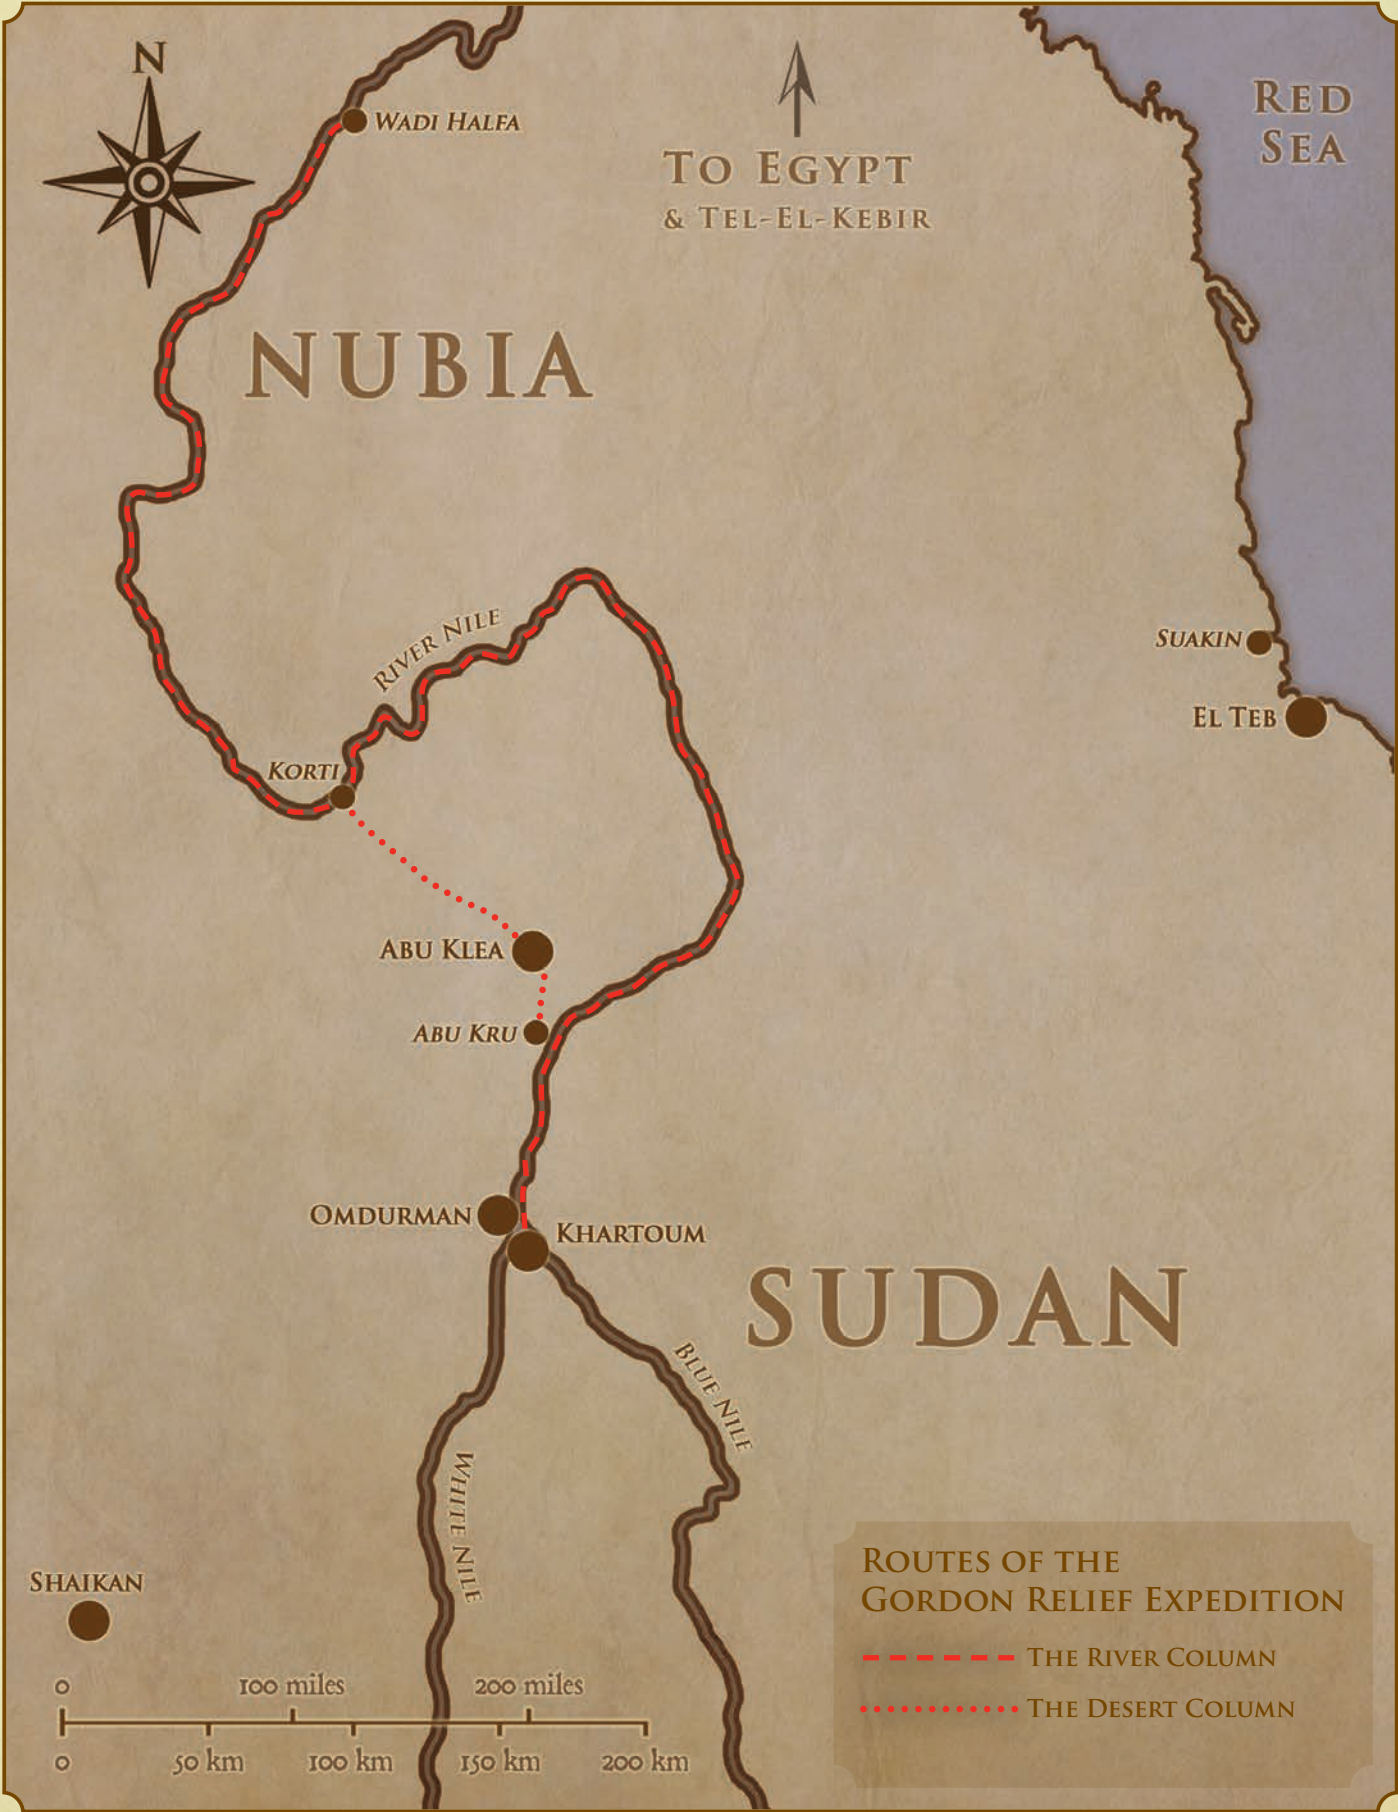 N
WADI HALFA
TO EGYPT
& TEL-EL-KEBIR
RED
SEA
NUBIA
RIVER NILE
SUAKIN
EL TEB
KORTI
ABU KLEA
ABU KRU
OMDURMAN
KHARTOUM
SUDAN
BLUE NILE
WHITE NILE
SHAIKAN
0 100 miles 200 miles
0 50 km 100 km 150 km 200 km
ROUTES OF THE
GORDON RELIEF EXPEDITION
THE RIVER COLUMN
THE DESERT COLUMN